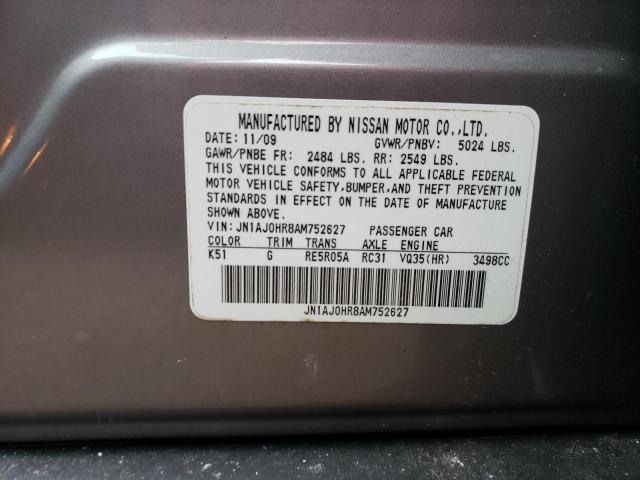 MANUFACTURED BY NISSAN MOTOR CO.,LTD.
DATE: 11/09 GVWR/PNBV: 5024 LBS.
GAWR/PNBE FR: 2484 LBS. RR: 2549 LBS.
THIS VEHICLE CONFORMS TO ALL APPLICABLE FEDERAL
MOTOR VEHICLE SAFETY,BUMPER,AND THEFT PREVENTION
STANDARDS IN EFFECT ON THE DATE OF MANUFACTURE
SHOWN ABOVE.
VIN: JN1AJ0HR8AM752627 PASSENGER CAR
COLOR TRIM TRANS AXLE ENGINE
K51 G RE5R05A RC31 VQ35(HR) 3498CC
JN1AJ0HR8AM752627